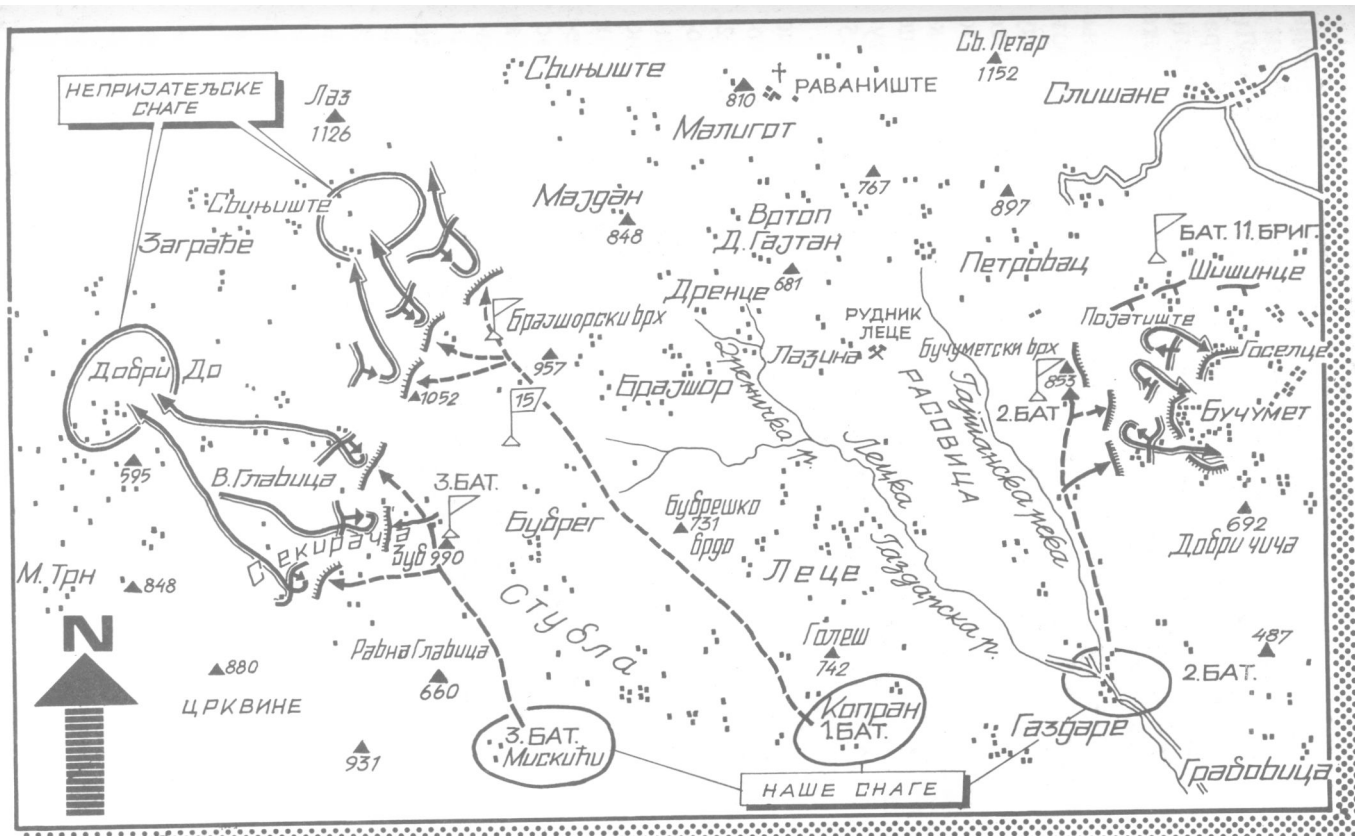 НЕПРИЈАТЕЉСКЕ
СНАГЕ
Лаз
1126
Свињиште
810
РАВАНИШТЕ
Св. Петар
1152
Слишане
Малигот
767
897
Свињиште
Заграђе
Мајдан
848
Вртоп
Д. Гајтан
681
Петровац
БАТ. 11. БРИГ.
Шишинце
Дренце
РУДНИК
ЛЕЦЕ
Појатиште
Госелце
Брајшорски врх
957
Лазина
Бучуметски врх
853
Добри До
1052
15
Брајшор
Дреничка р.
РАСОВИЦА
Гајтанска река
2. БАТ
Бучумет
595
В. Главица
3. БАТ.
Бубрег
Бубрешко
731
брдо
Лецка
692
Добри чича
Секирача
Зуб 990
М. Трн
848
Стубла
Леце
Газдарска р.
N
Равна Главица
660
Голеш
742
487
880
ЦРКВИНЕ
2. БАТ.
931
3. БАТ.
Мискићи
Копран
1. БАТ.
Газдаре
Грабовица
НАШЕ СНАГЕ